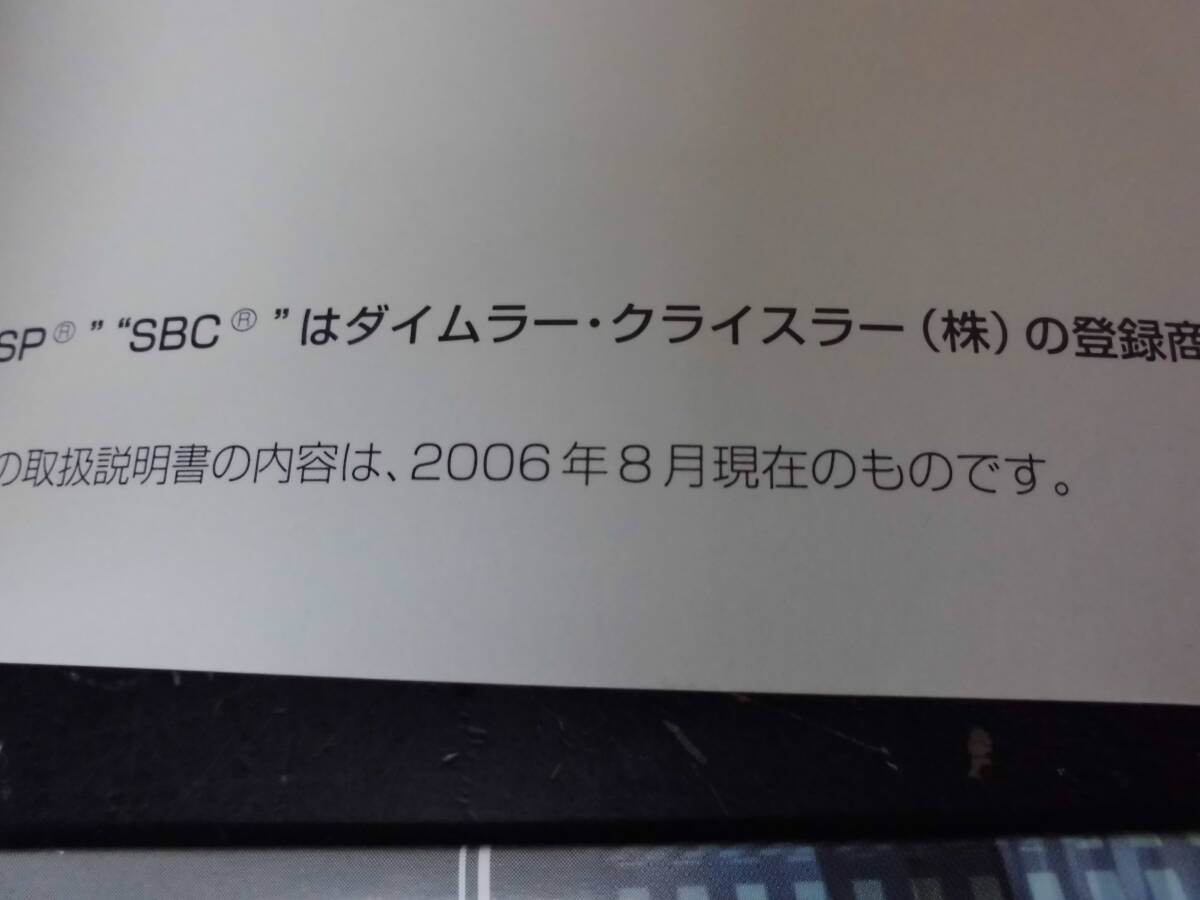 SP®” “SBC®”はダイムラー・クライスラー（株）の登録商
の取扱説明書の内容は、2006年8月現在のものです。